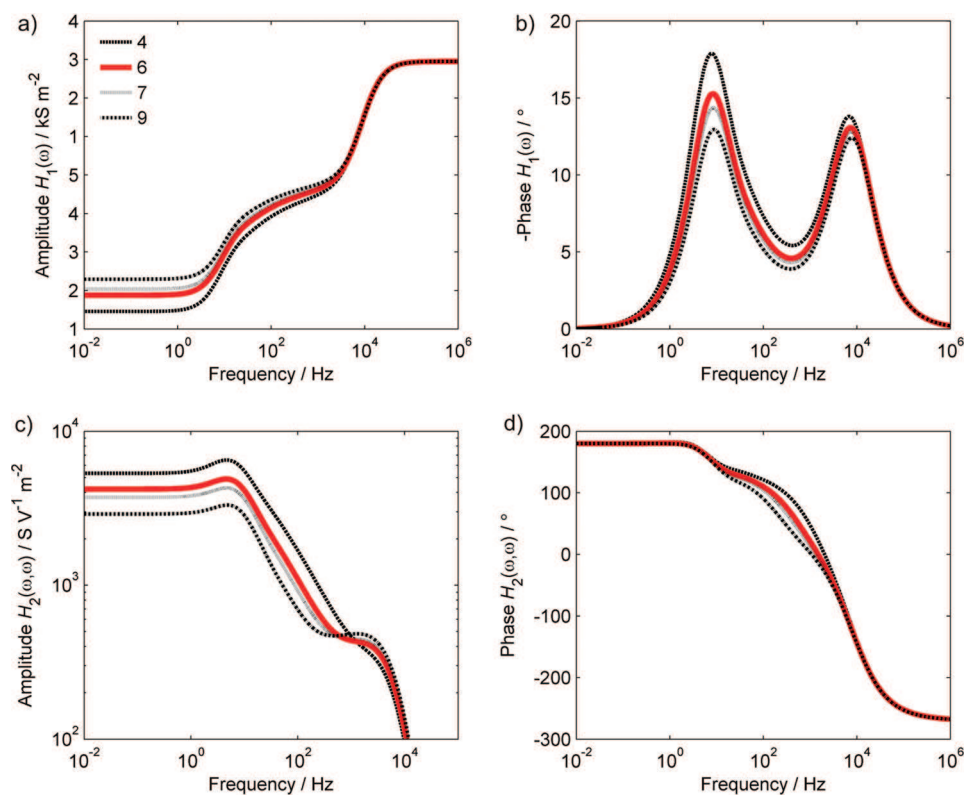 a)
4
3
2
1
5
4
3
2
1
4
6
7
9
Amplitude H₁(ω) / kS m⁻²
10⁻² 10⁰ 10² 10⁴ 10⁶
Frequency / Hz
b)
20
15
10
5
0
-Phase H₁(ω) / °
10⁻² 10⁰ 10² 10⁴ 10⁶
Frequency / Hz
c)
10⁴
10³
10²
Amplitude H₂(ω,ω) / S V⁻¹ m⁻²
10⁻² 10⁰ 10² 10⁴
Frequency / Hz
d)
200
100
0
-100
-200
-300
Phase H₂(ω,ω) / °
10⁻² 10⁰ 10² 10⁴ 10⁶
Frequency / Hz